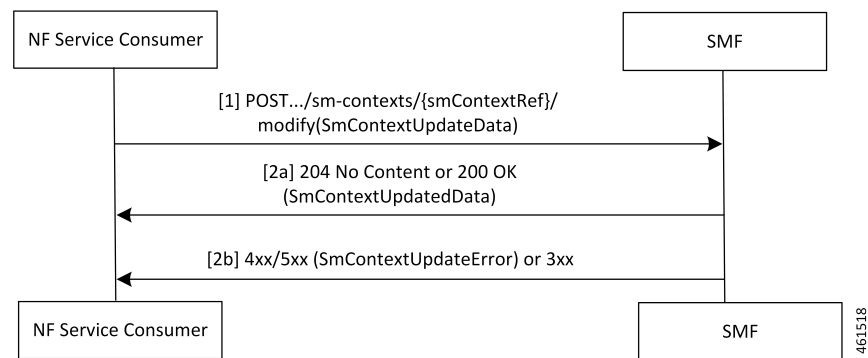 NF Service Consumer
SMF
[1] POST.../sm-contexts/{smContextRef}/
modify(SmContextUpdateData)
[2a] 204 No Content or 200 OK
(SmContextUpdatedData)
[2b] 4xx/5xx (SmContextUpdateError) or 3xx
NF Service Consumer
SMF
461518